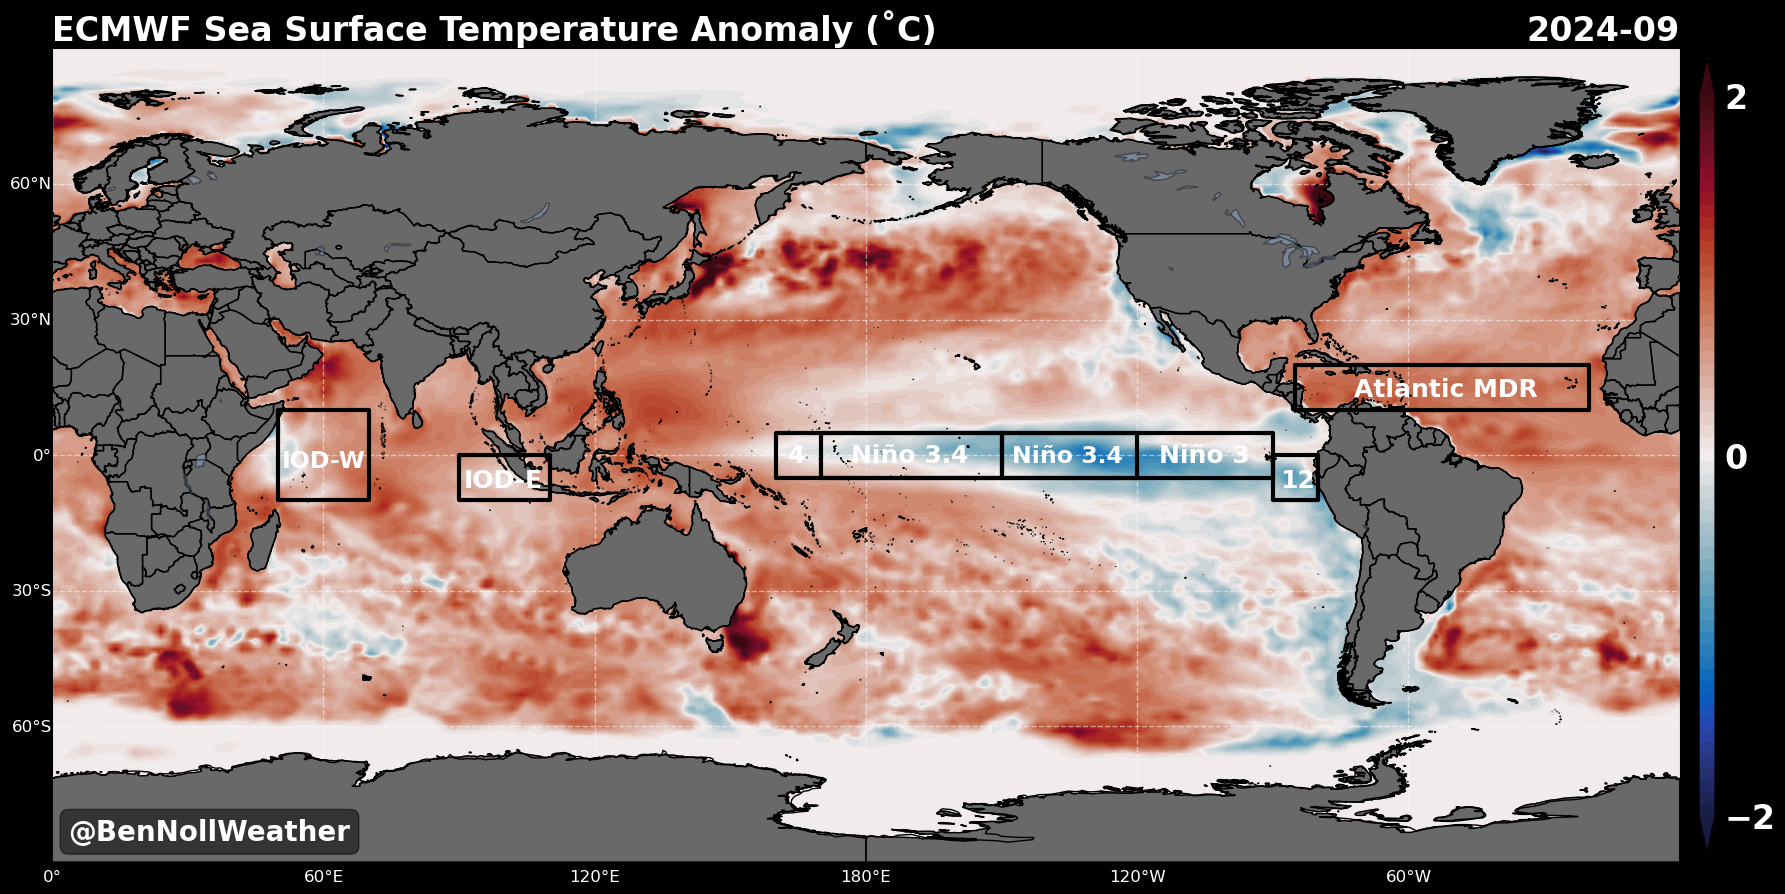 ECMWF Sea Surface Temperature Anomaly (˚C) 2024-09
2
60°N
30°N
Atlantic MDR
0°
IOD-W
IOD-E
4 Niño 3.4 Niño 3.4 Niño 3
12
0
30°S
60°S
−2
@BenNollWeather
0° 60°E 120°E 180°E 120°W 60°W